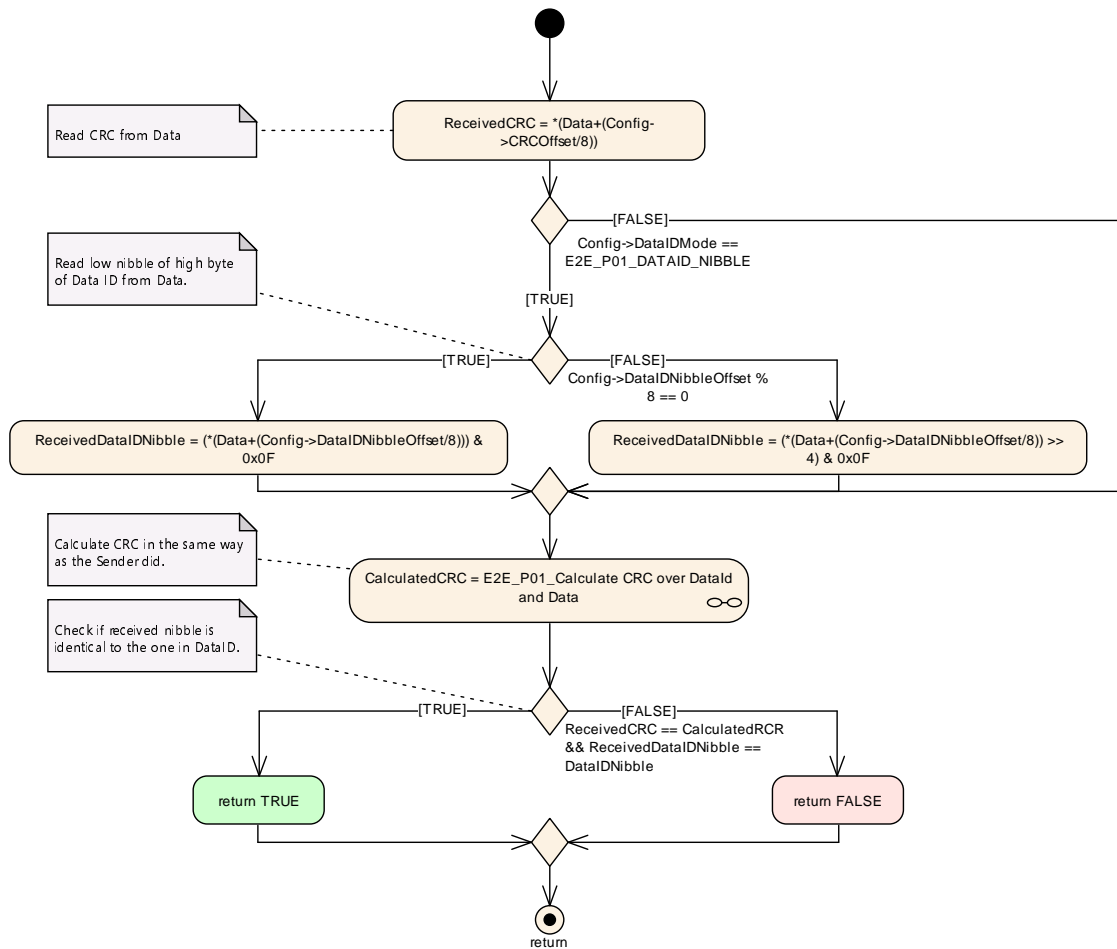 Read CRC from Data
ReceivedCRC = *(Data+(Config-
>CRCOffset/8))
[FALSE]
Config->DataIDMode ==
E2E_P01_DATAID_NIBBLE
Read low nibble of high byte
of Data ID from Data.
[TRUE]
[TRUE]
[FALSE]
Config->DataIDNibbleOffset %
8 == 0
ReceivedDataIDNibble = (*(Data+(Config->DataIDNibbleOffset/8))) &
0x0F
ReceivedDataIDNibble = (*(Data+(Config->DataIDNibbleOffset/8)) >>
4) & 0x0F
Calculate CRC in the same way
as the Sender did.
CalculatedCRC = E2E_P01_Calculate CRC over DataId
and Data
Check if received nibble is
identical to the one in DataID.
[TRUE]
[FALSE]
ReceivedCRC == CalculatedRCR
&& ReceivedDataIDNibble ==
DataIDNibble
return TRUE
return FALSE
return